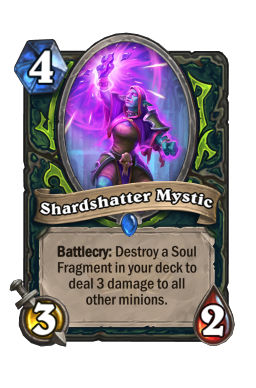 4
Shardshatter Mystic
Battlecry: Destroy a Soul
Fragment in your deck to
deal 3 damage to all
other minions.
3
2